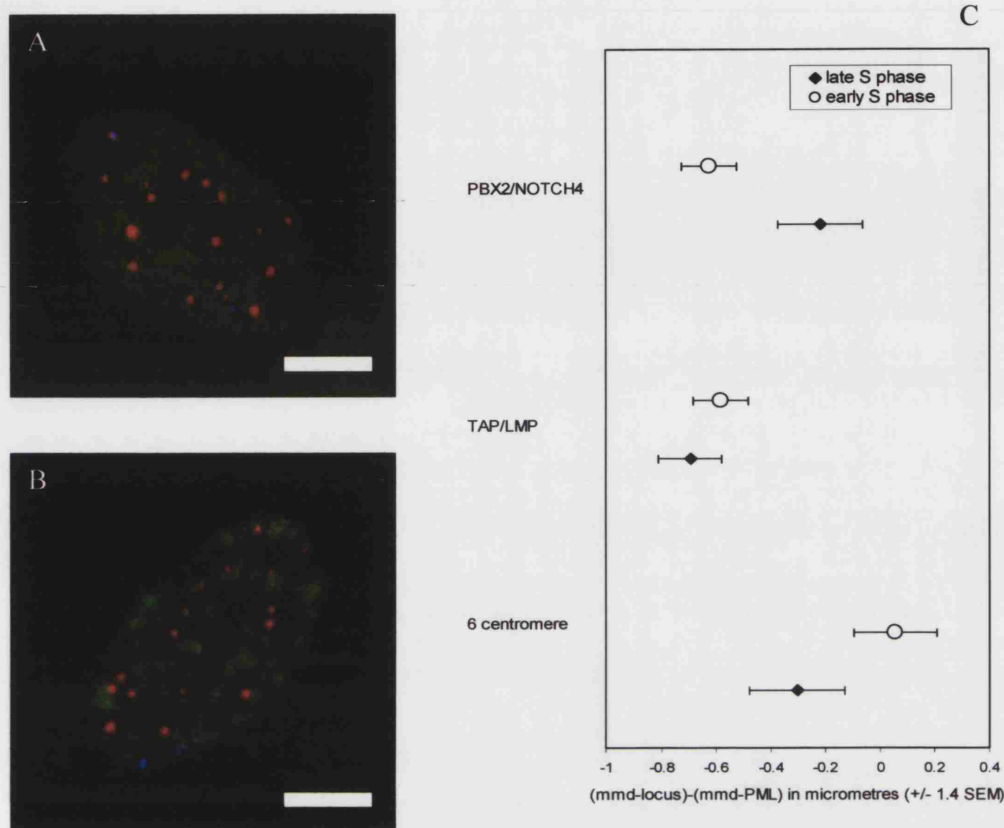 A
B
C
late S phase
early S phase
PBX2/NOTCH4
TAP/LMP
6 centromere
-1 -0.8 -0.6 -0.4 -0.2 0 0.2 0.4
(mmd-locus)-(mmd-PML) in micrometres (+/- 1.4 SEM)